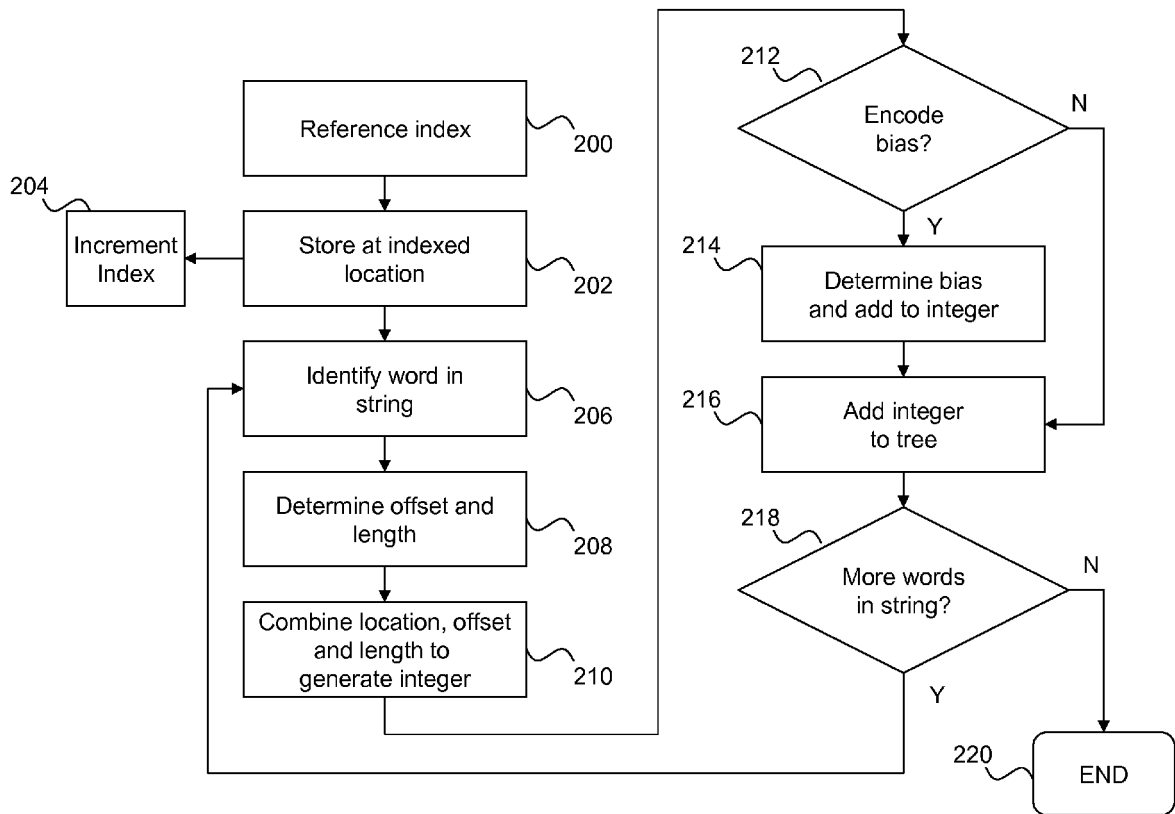 Reference index
200
204
Increment
Index
Store at indexed
location
202
Identify word in
string
206
Determine offset and
length
208
Combine location, offset
and length to
generate integer
210
212
Encode
bias?
N
Y
214
Determine bias
and add to integer
216
Add integer
to tree
218
More words
in string?
N
Y
220
END